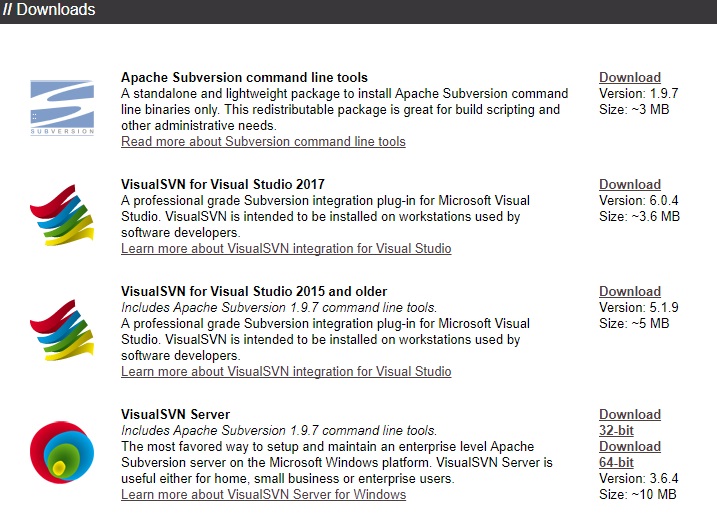 // Downloads
Apache Subversion command line tools
A standalone and lightweight package to install Apache Subversion command
line binaries only. This redistributable package is great for build scripting and
other administrative needs.
Read more about Subversion command line tools
Download
Version: 1.9.7
Size: ~3 MB
SUBVERSION
VisualSVN for Visual Studio 2017
A professional grade Subversion integration plug-in for Microsoft Visual
Studio. VisualSVN is intended to be installed on workstations used by
software developers.
Learn more about VisualSVN integration for Visual Studio
Download
Version: 6.0.4
Size: ~3.6 MB
VisualSVN for Visual Studio 2015 and older
Includes Apache Subversion 1.9.7 command line tools.
A professional grade Subversion integration plug-in for Microsoft Visual
Studio. VisualSVN is intended to be installed on workstations used by
software developers.
Learn more about VisualSVN integration for Visual Studio
Download
Version: 5.1.9
Size: ~5 MB
VisualSVN Server
Includes Apache Subversion 1.9.7 command line tools.
The most favored way to setup and maintain an enterprise level Apache
Subversion server on the Microsoft Windows platform. VisualSVN Server is
useful either for home, small business or enterprise users.
Learn more about VisualSVN Server for Windows
Download
32-bit
Download
64-bit
Version: 3.6.4
Size: ~10 MB